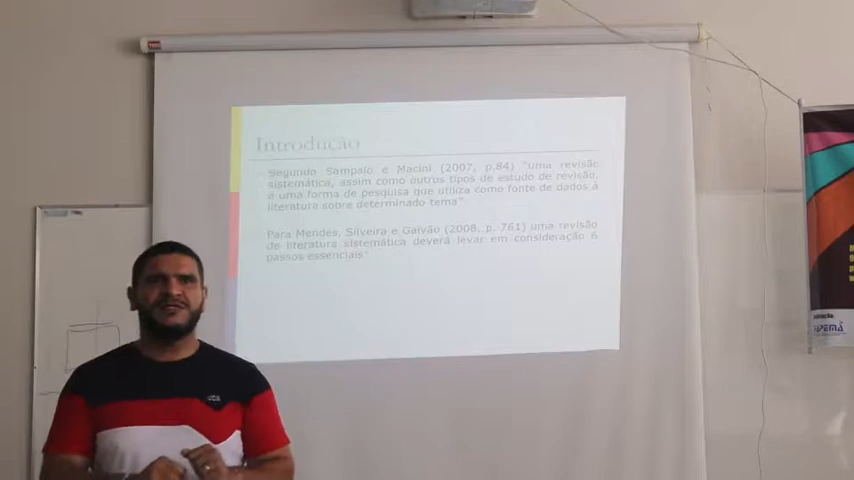 Introdução
Segundo Sampaio e Macini (2007, p.84) "uma revisão
sistemática, assim como outros tipos de estudo de revisão,
é uma forma de pesquisa que utiliza como fonte de dados a
literatura sobre determinado tema"
Para Mendes, Silveira e Galvão (2008, p. 761) uma revisão
de literatura sistemática deverá levar em consideração 6
passos essenciais